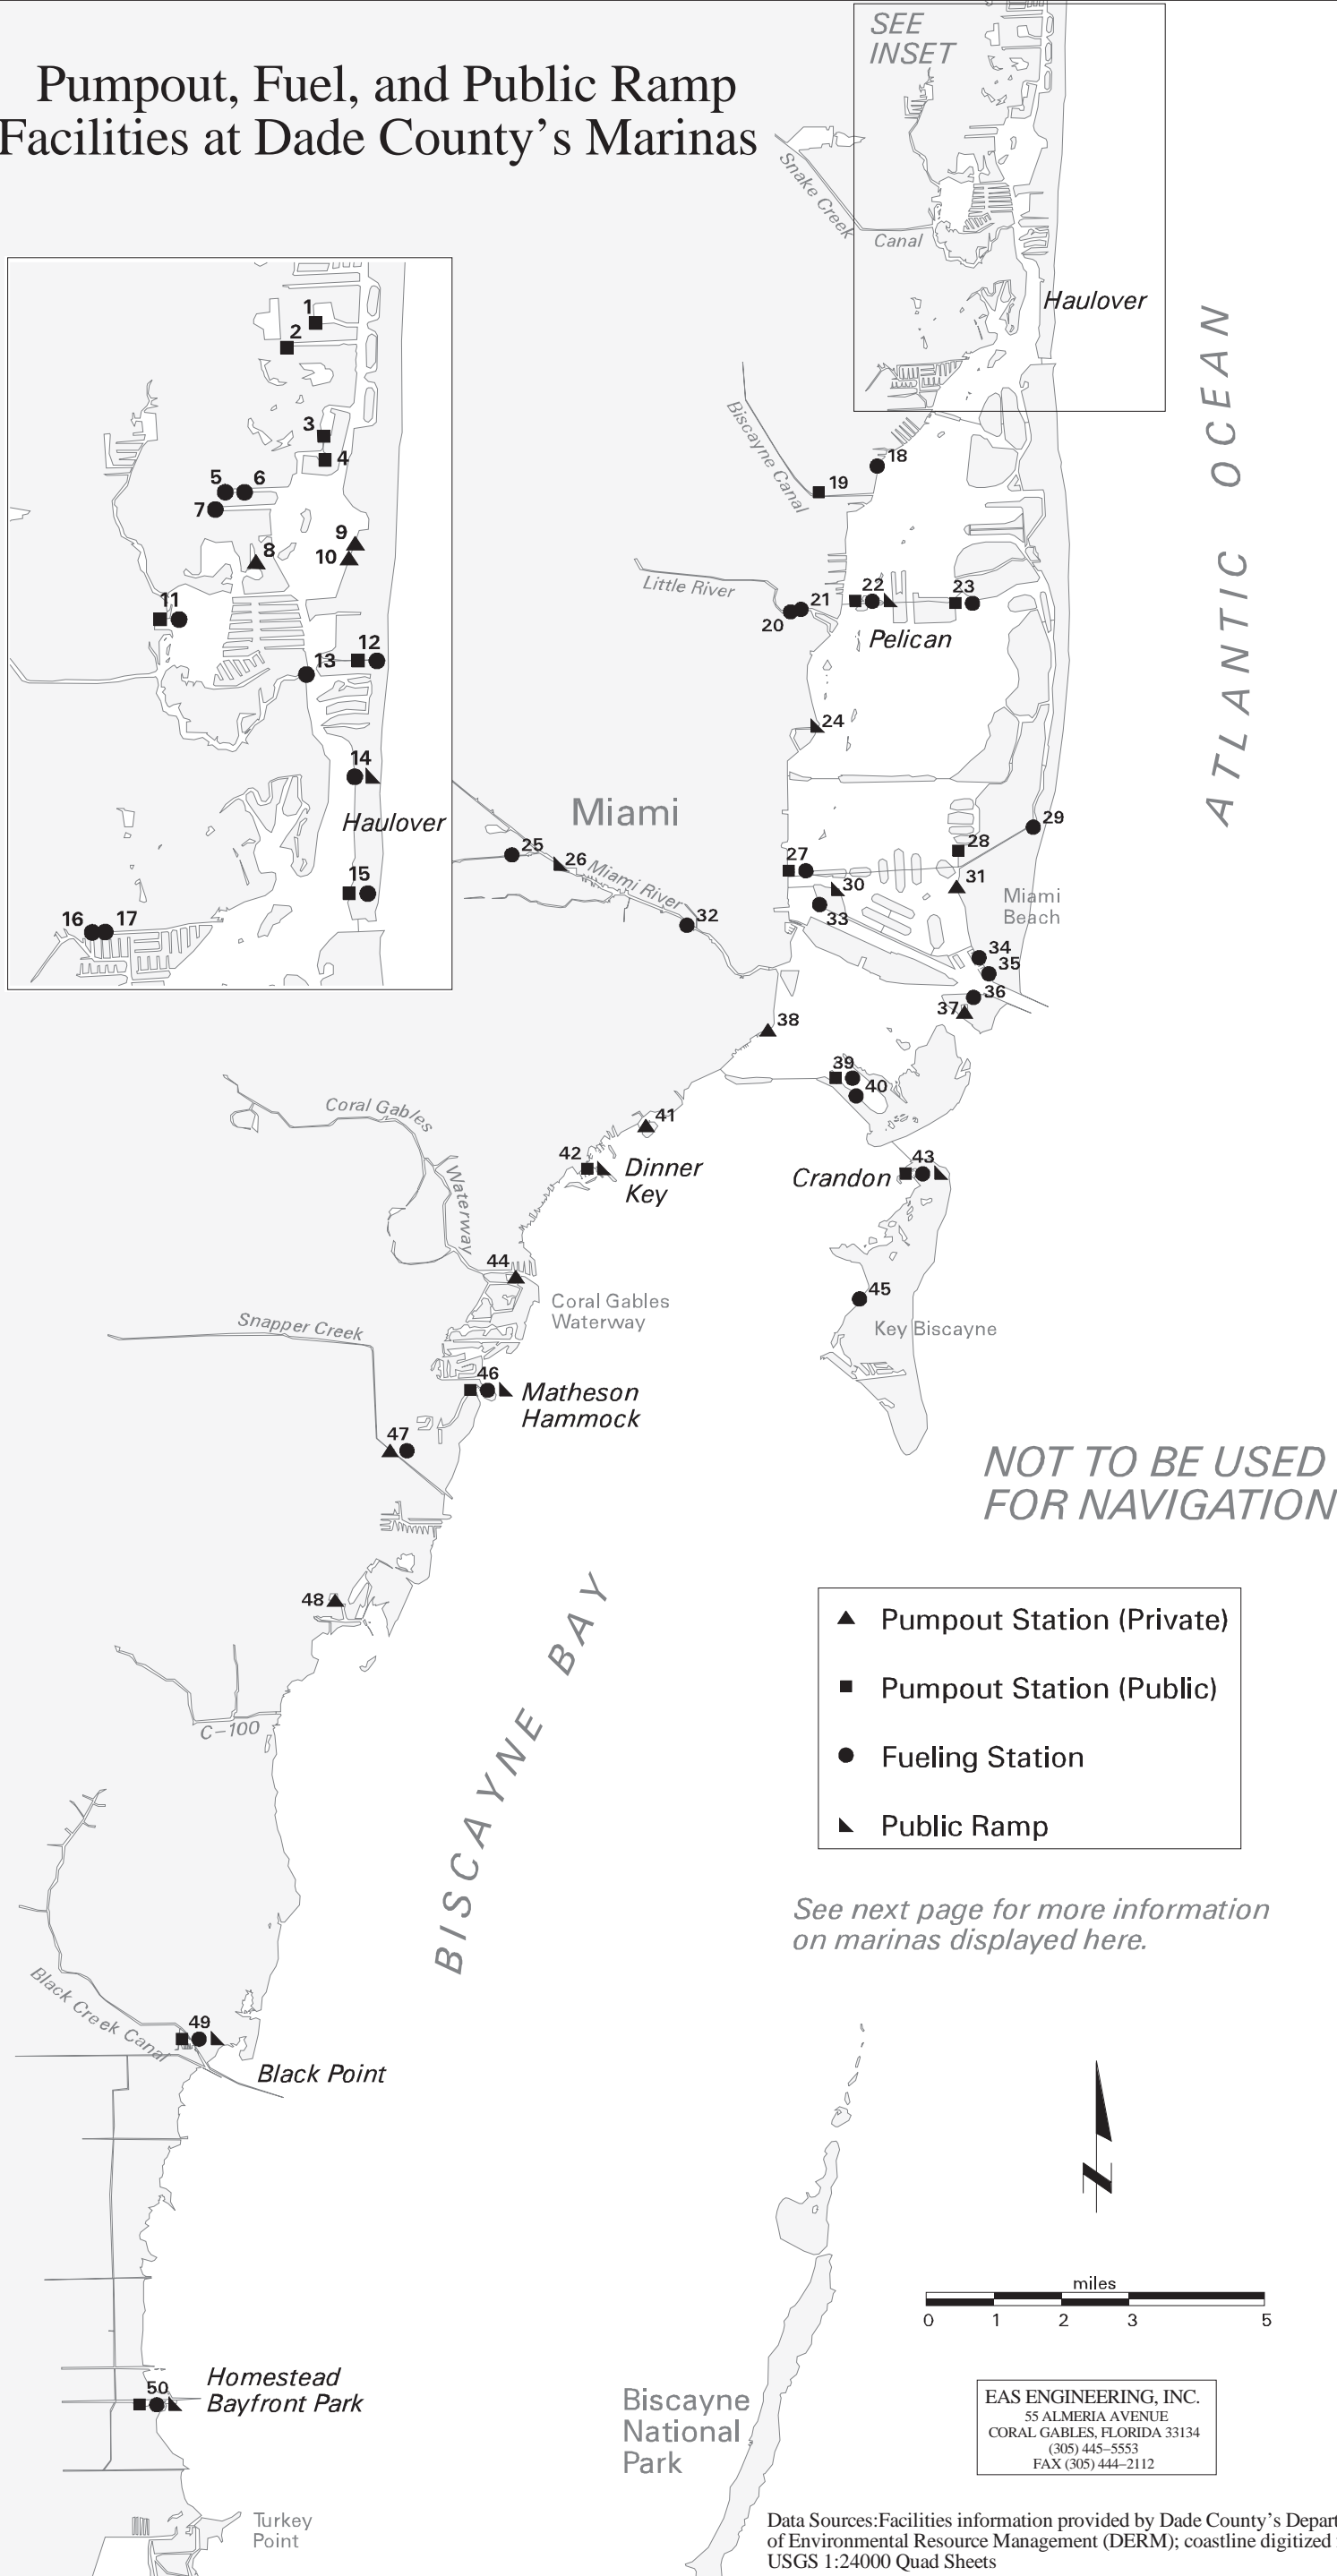 Pumpout, Fuel, and Public Ramp
Facilities at Dade County's Marinas
SEE
INSET
Snake Creek
Canal
Haulover
ATLANTIC OCEAN
1
2
3
4
5
6
7
8
9
10
11
12
13
14
Haulover
15
16
17
Biscayne Canal
18
19
Little River
20
21
22
23
Pelican
24
Miami
25
26
Miami River
27
28
29
30
31
Miami
Beach
32
33
34
35
36
37
38
39
40
41
42
Dinner
Key
43
Crandon
Coral Gables
Waterway
44
Coral Gables
Waterway
45
Key Biscayne
Snapper Creek
46
Matheson
Hammock
47
NOT TO BE USED
FOR NAVIGATION
48
BISCAYNE BAY
Pumpout Station (Private)
Pumpout Station (Public)
Fueling Station
Public Ramp
C–100
See next page for more information
on marinas displayed here.
Black Creek Canal
49
Black Point
N
miles
0 1 2 3 5
Homestead
Bayfront Park
50
Biscayne
National
Park
EAS ENGINEERING, INC.
55 ALMERIA AVENUE
CORAL GABLES, FLORIDA 33134
(305) 445–5553
FAX (305) 444–2112
Turkey
Point
Data Sources:Facilities information provided by Dade County's Depart
of Environmental Resource Management (DERM); coastline digitized
USGS 1:24000 Quad Sheets